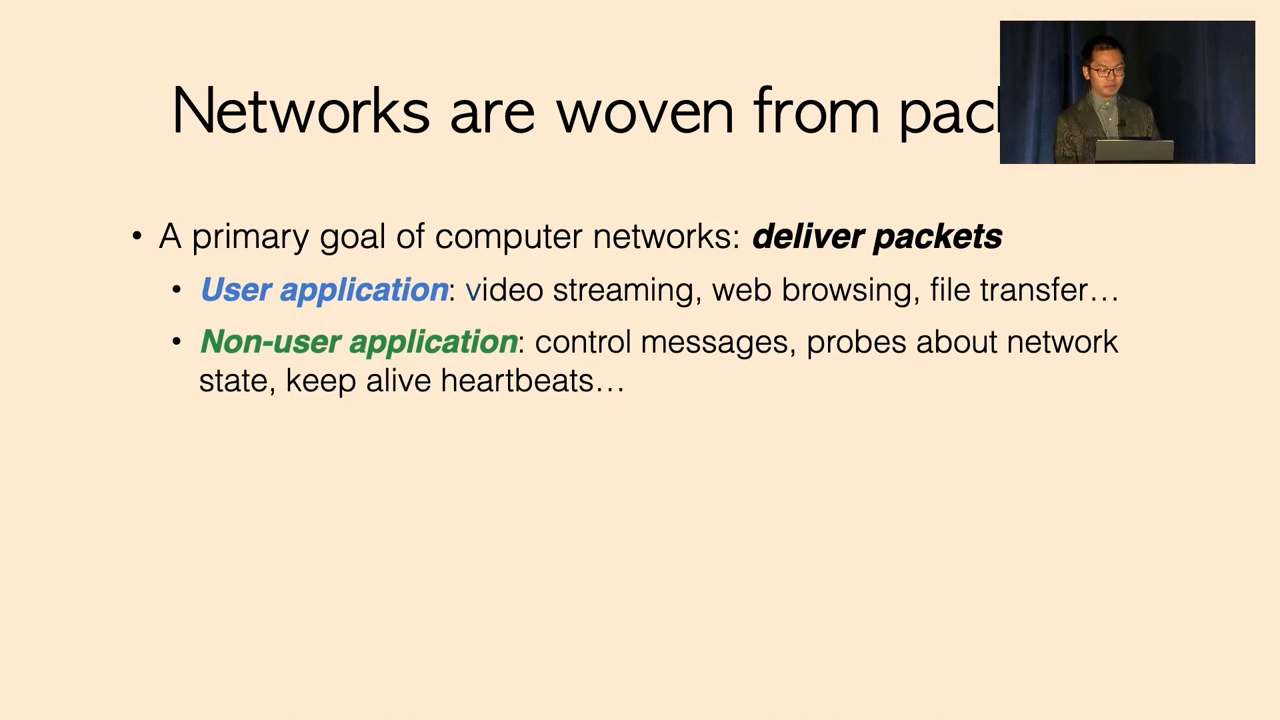 Networks are woven from
• A primary goal of computer networks: deliver packets
• User application: video streaming, web browsing, file transfer…
• Non-user application: control messages, probes about network
state, keep alive heartbeats…